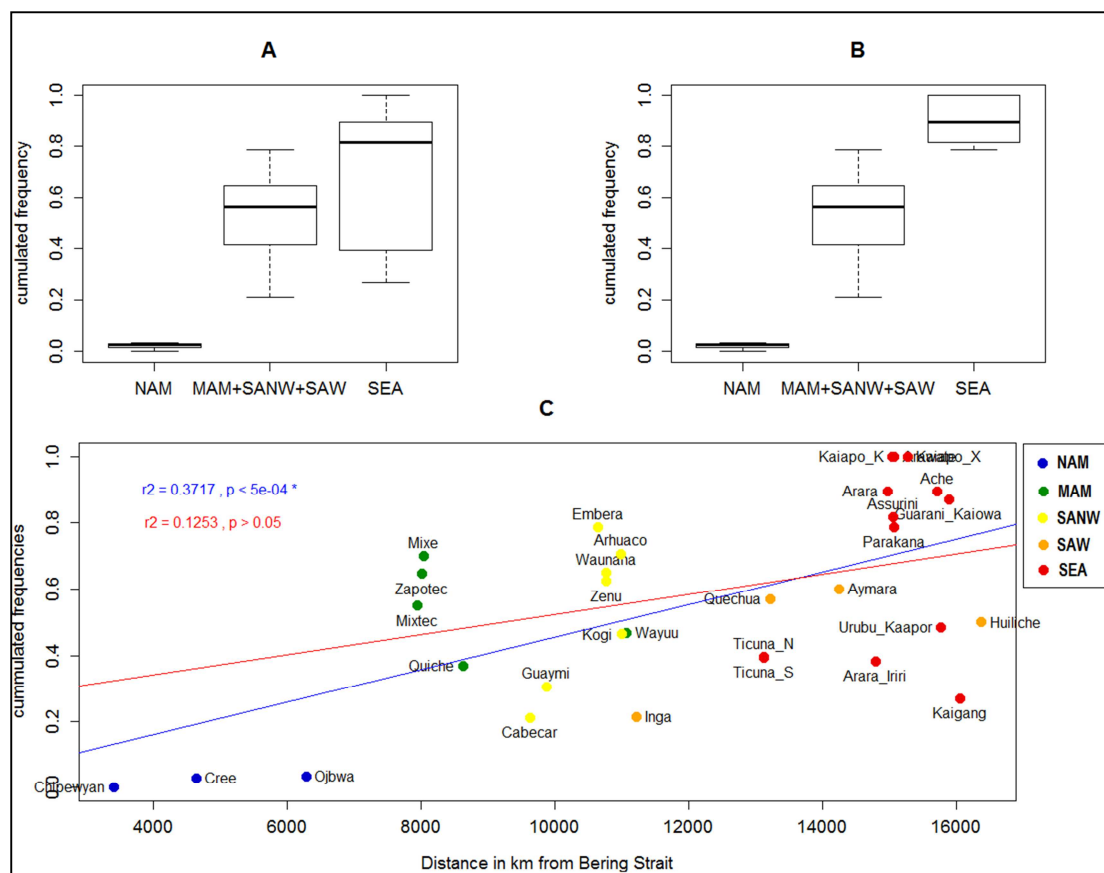 A
B
cumulated frequency
0.0 0.2 0.4 0.6 0.8 1.0
NAM MAM+SANW+SAW SEA
cumulated frequency
0.0 0.2 0.4 0.6 0.8 1.0
NAM MAM+SANW+SAW SEA
C
cummulated frequencies
0.0 0.2 0.4 0.6 0.8 1.0
r2 = 0.3717 , p < 5e-04 *
r2 = 0.1253 , p > 0.05
Kaiapo_K
Kaiapo_X
Arara
Ache
Assurini
Guarani_Kaiowa
Parakana
Embera
Arhuaco
Waunana
Zenu
Mixe
Zapotec
Mixtec
Quiche
Kogi
Wayuu
Guaymi
Cabecar
Inga
Quechua
Aymara
Ticuna_N
Ticuna_S
Urubu_Kaapor
Huiliche
Arara_Iriri
Kaigang
Chipewyan
Cree
Ojbwa
4000 6000 8000 10000 12000 14000 16000
Distance in km from Bering Strait
NAM
MAM
SANW
SAW
SEA